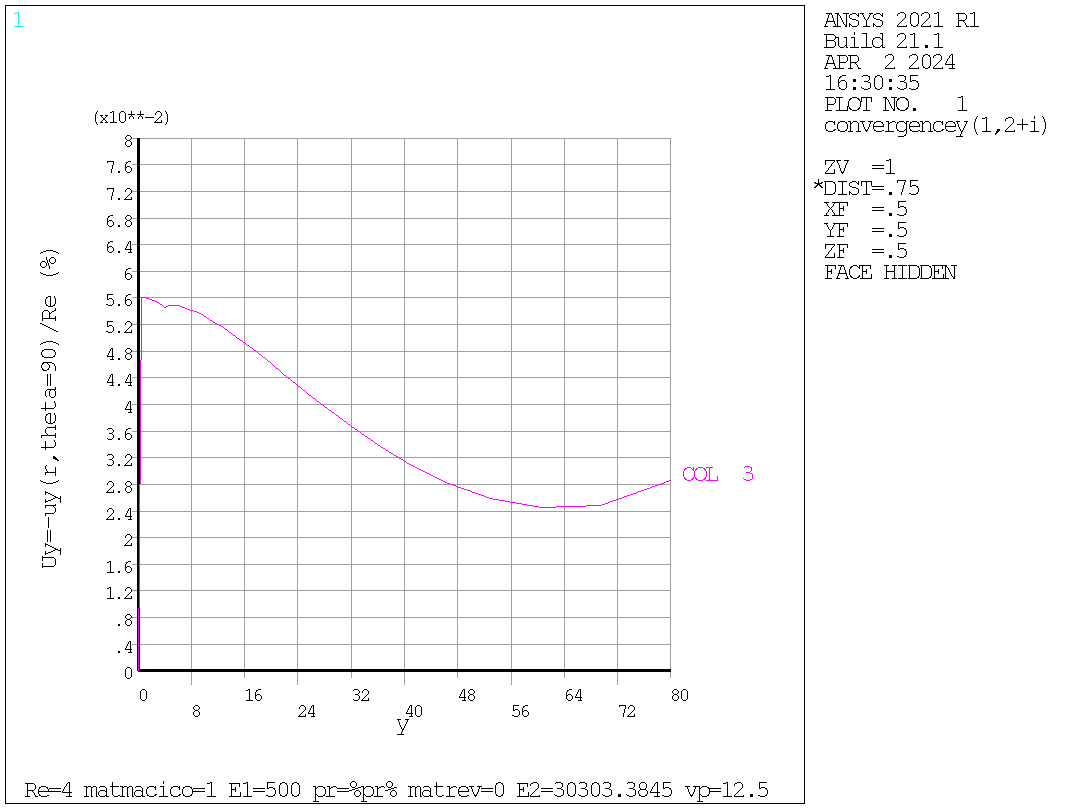 1
ANSYS 2021 R1
Build 21.1
APR  2 2024
16:30:35
PLOT NO.   1
convergencey(1,2+i)
ZV  =1
*DIST=.75
XF  =.5
YF  =.5
ZF  =.5
FACE HIDDEN
(x10**-2)
8
7.6
7.2
6.8
6.4
6
5.6
5.2
4.8
4.4
4
3.6
3.2
2.8
2.4
2
1.6
1.2
.8
.4
0
Uy=-uy(r,theta=90)/Re (%)
COL  3
0 16 32 48 64 80
8 24 40 56 72
y
Re=4 matmacico=1 E1=500 pr=%pr% matrev=0 E2=30303.3845 vp=12.5